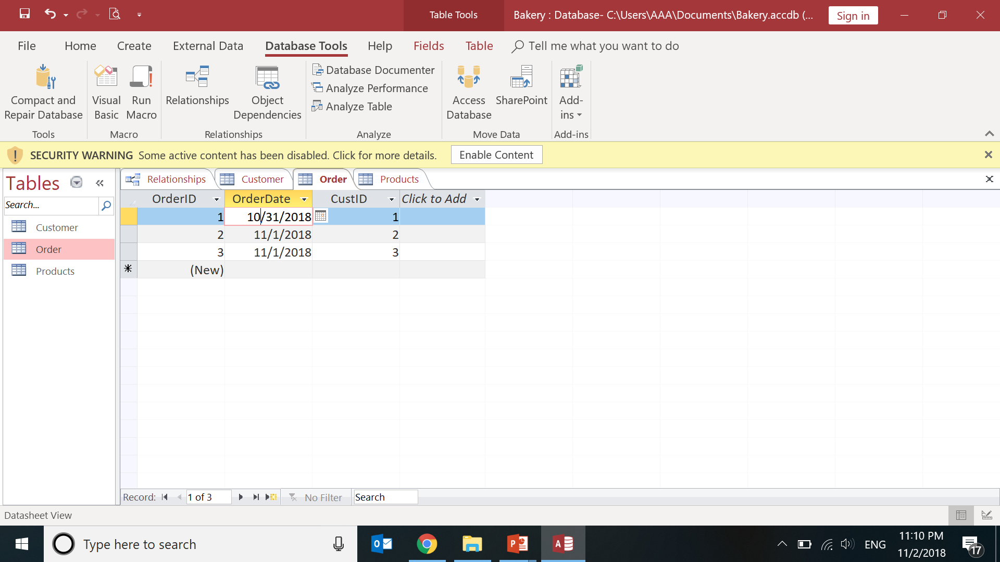 Table Tools
Bakery : Database- C:\Users\AAA\Documents\Bakery.accdb (...
Sign in
File Home Create External Data Database Tools Help Fields Table Tell me what you want to do
Compact and
Repair Database
Visual
Basic
Run
Macro
Relationships
Object
Dependencies
Database Documenter
Analyze Performance
Analyze Table
Access
Database
SharePoint
Add-
ins
Tools Macro Relationships Analyze Move Data Add-ins
SECURITY WARNING Some active content has been disabled. Click for more details. Enable Content
Tables
Search...
Customer
Order
Products
Relationships Customer Order Products
OrderID OrderDate CustID Click to Add
1 10/31/2018 1
2 11/1/2018 2
3 11/1/2018 3
(New)
Record: 1 of 3 No Filter Search
Datasheet View
Type here to search
ENG
11:10 PM
11/2/2018
17